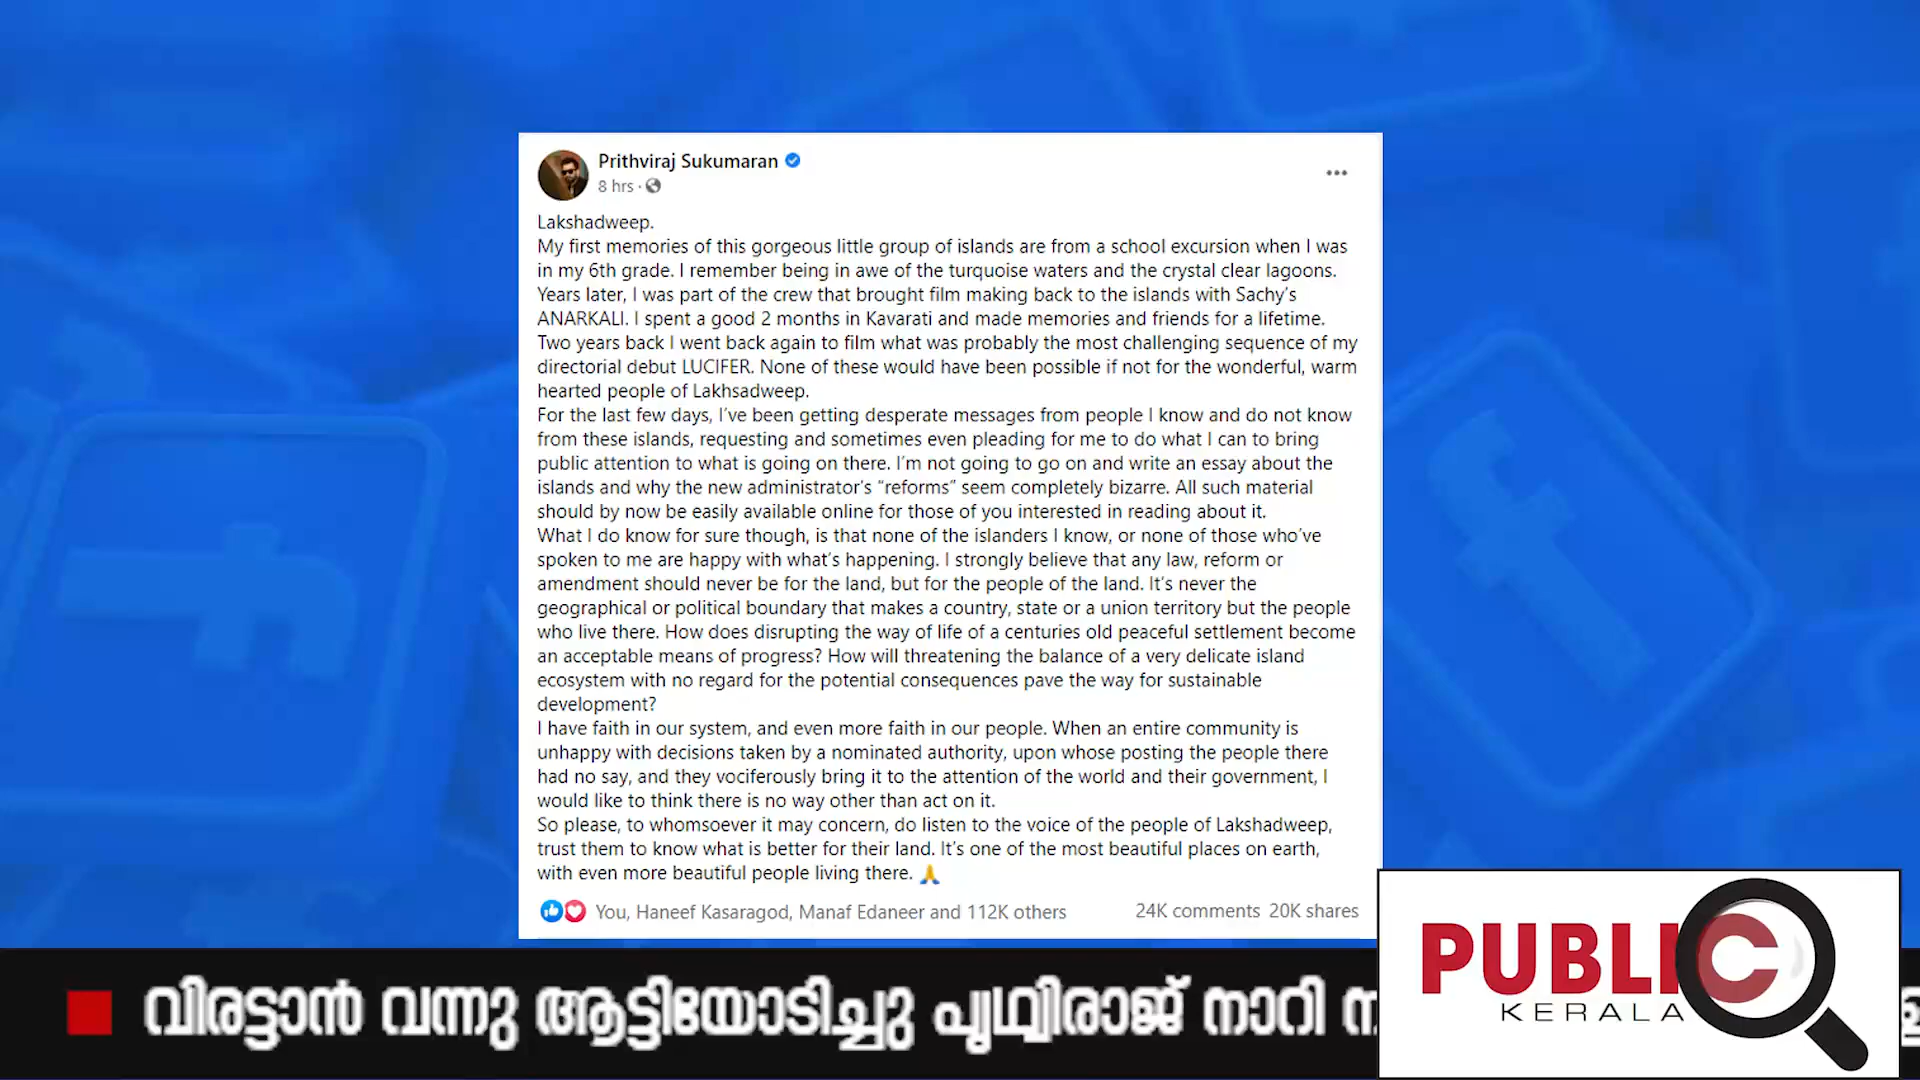 Prithviraj Sukumaran
8 hrs ·
Lakshadweep.
My first memories of this gorgeous little group of islands are from a school excursion when I was
in my 6th grade. I remember being in awe of the turquoise waters and the crystal clear lagoons.
Years later, I was part of the crew that brought film making back to the islands with Sachy's
ANARKALI. I spent a good 2 months in Kavarati and made memories and friends for a lifetime.
Two years back I went back again to film what was probably the most challenging sequence of my
directorial debut LUCIFER. None of these would have been possible if not for the wonderful, warm
hearted people of Lakhsadweep.
For the last few days, I've been getting desperate messages from people I know and do not know
from these islands, requesting and sometimes even pleading for me to do what I can to bring
public attention to what is going on there. I'm not going to go on and write an essay about the
islands and why the new administrator's “reforms” seem completely bizarre. All such material
should by now be easily available online for those of you interested in reading about it.
What I do know for sure though, is that none of the islanders I know, or none of those who've
spoken to me are happy with what's happening. I strongly believe that any law, reform or
amendment should never be for the land, but for the people of the land. It's never the
geographical or political boundary that makes a country, state or a union territory but the people
who live there. How does disrupting the way of life of a centuries old peaceful settlement become
an acceptable means of progress? How will threatening the balance of a very delicate island
ecosystem with no regard for the potential consequences pave the way for sustainable
development?
I have faith in our system, and even more faith in our people. When an entire community is
unhappy with decisions taken by a nominated authority, upon whose posting the people there
had no say, and they vociferously bring it to the attention of the world and their government, I
would like to think there is no way other than act on it.
So please, to whomsoever it may concern, do listen to the voice of the people of Lakshadweep,
trust them to know what is better for their land. It's one of the most beautiful places on earth,
with even more beautiful people living there. 🙏
You, Haneef Kasaragod, Manaf Edaneer and 112K others 24K comments 20K shares
വിരട്ടാൻ വന്നു ആട്ടിയോടിച്ചു പൃഥ്വിരാജ് നാറി
PUBLIC
KERALA